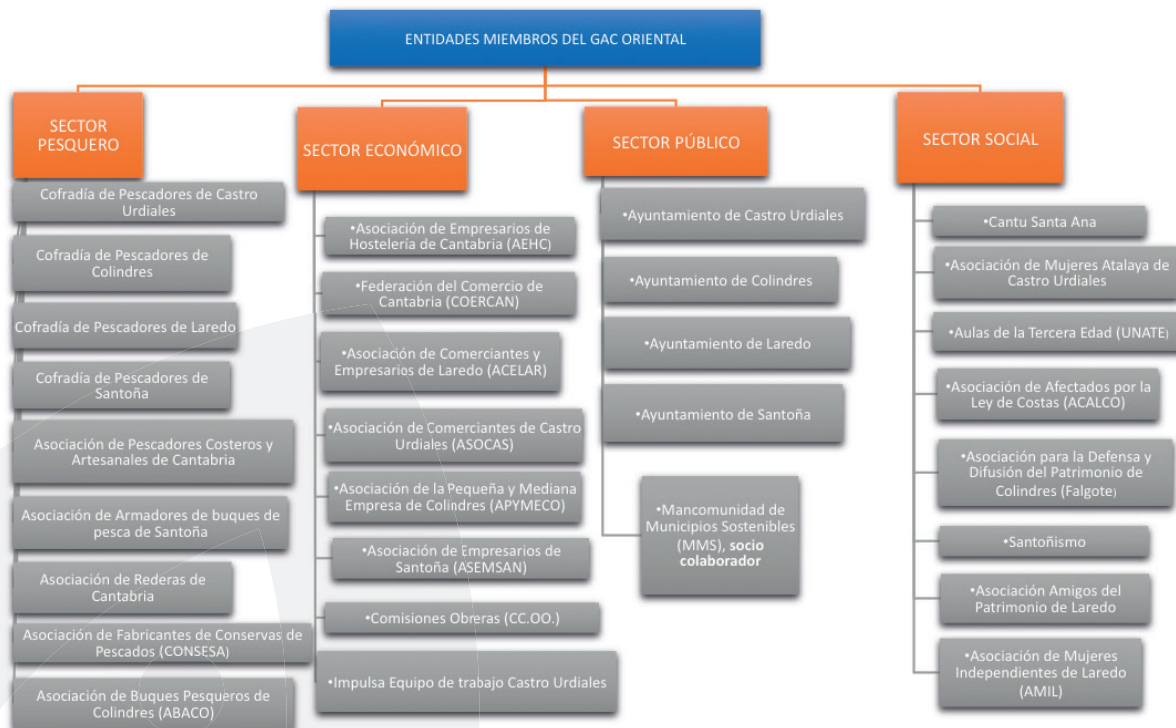 ENTIDADES MIEMBROS DEL GAC ORIENTAL
SECTOR
PESQUERO
Cofradía de Pescadores de Castro
Urdiales
Cofradía de Pescadores de
Colindres
Cofradía de Pescadores de Laredo
Cofradía de Pescadores de
Santoña
Asociación de Pescadores Costeros y
Artesanales de Cantabria
Asociación de Armadores de buques de
pesca de Santoña
Asociación de Rederas de
Cantabria
Asociación de Fabricantes de Conservas de
Pescados (CONSESA)
Asociación de Buques Pesqueros de
Colindres (ABACO)
SECTOR ECONÓMICO
•Asociación de Empresarios de
Hostelería de Cantabria (AEHC)
•Federación del Comercio de
Cantabria (COERCAN)
•Asociación de Comerciantes y
Empresarios de Laredo (ACELAR)
•Asociación de Comerciantes de Castro
Urdiales (ASOCAS)
•Asociación de la Pequeña y Mediana
Empresa de Colindres (APYMECO)
•Asociación de Empresarios de
Santoña (ASEMSAN)
•Comisiones Obreras (CC.OO.)
•Impulsa Equipo de trabajo Castro Urdiales
SECTOR PÚBLICO
•Ayuntamiento de Castro Urdiales
•Ayuntamiento de Colindres
•Ayuntamiento de Laredo
•Ayuntamiento de Santoña
•Mancomunidad de
Municipios Sostenibles
(MMS), socio
colaborador
SECTOR SOCIAL
•Cantu Santa Ana
•Asociación de Mujeres Atalaya de
Castro Urdiales
•Aulas de la Tercera Edad (UNATE)
•Asociación de Afectados por la
Ley de Costas (ACALCO)
•Asociación para la Defensa y
Difusión del Patrimonio de
Colindres (Falgote)
•Santoñismo
•Asociación Amigos del
Patrimonio de Laredo
•Asociación de Mujeres
Independientes de Laredo
(AMIL)